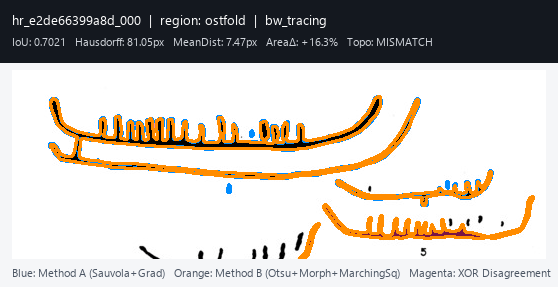 hr_e2de66399a8d_000 | region: ostfold | bw_tracing
IoU: 0.7021 Hausdorff: 81.05px MeanDist: 7.47px AreaΔ: +16.3% Topo: MISMATCH
5
Blue: Method A (Sauvola+Grad) Orange: Method B (Otsu+Morph+MarchingSq) Magenta: XOR Disagreement